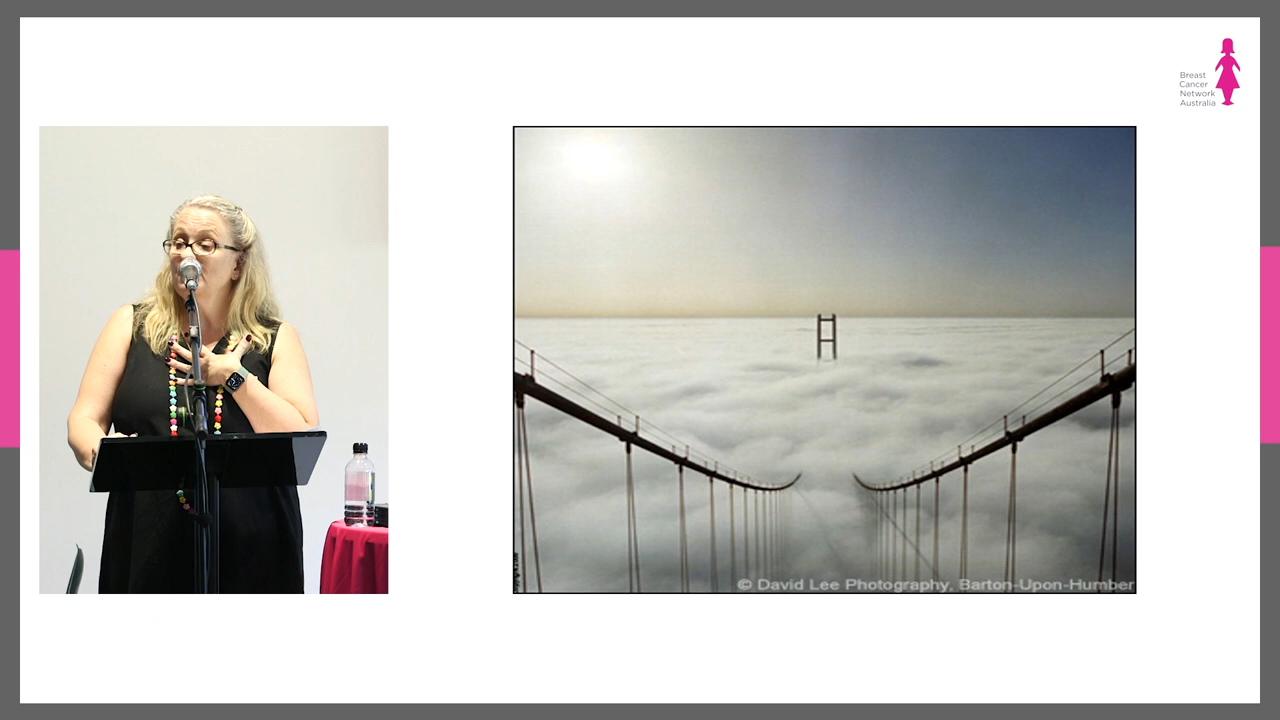 Breast
Cancer
Network
Australia
© David Lee Photography, Barton-Upon-Humber